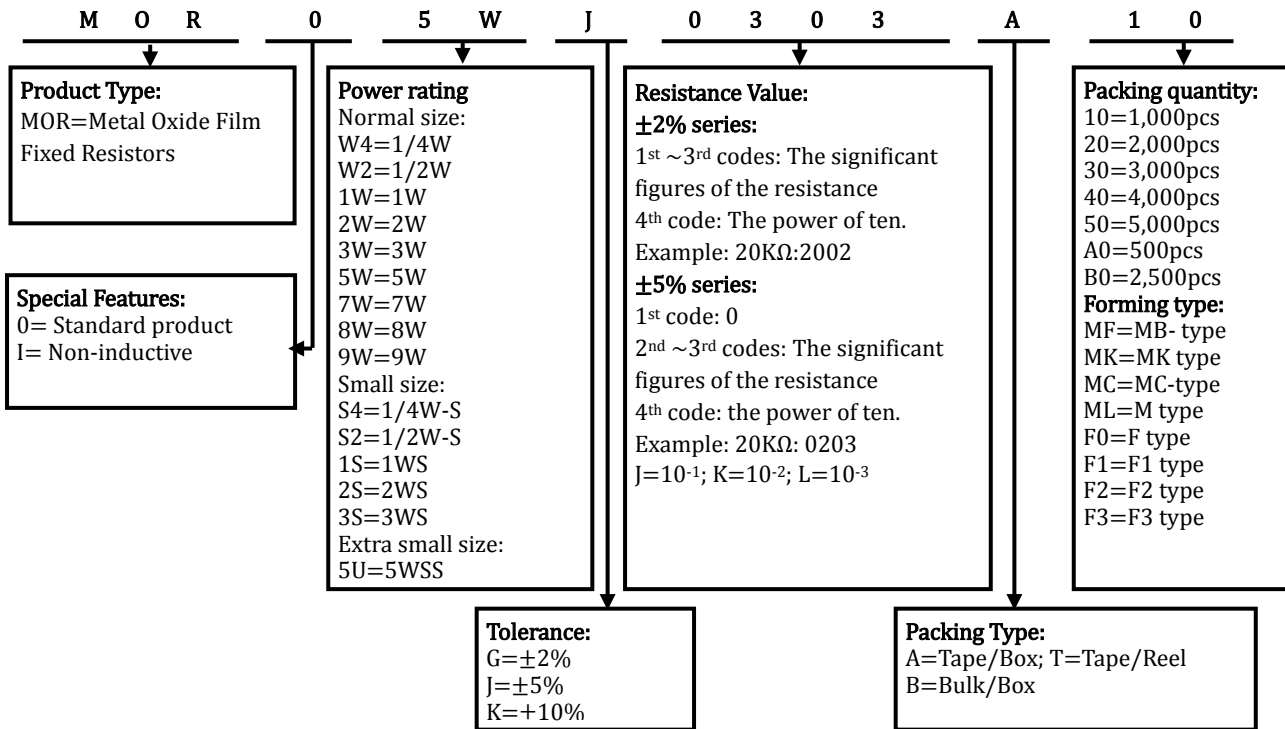 M O R 0 5 W J 0 3 0 3 A 1 0
Product Type:
MOR=Metal Oxide Film
Fixed Resistors
Special Features:
0= Standard product
I= Non-inductive
Power rating
Normal size:
W4=1/4W
W2=1/2W
1W=1W
2W=2W
3W=3W
5W=5W
7W=7W
8W=8W
9W=9W
Small size:
S4=1/4W-S
S2=1/2W-S
1S=1WS
2S=2WS
3S=3WS
Extra small size:
5U=5WSS
Tolerance:
G=±2%
J=±5%
K=+10%
Resistance Value:
±2% series:
1st ~3rd codes: The significant
figures of the resistance
4th code: The power of ten.
Example: 20KΩ:2002
±5% series:
1st code: 0
2nd ~3rd codes: The significant
figures of the resistance
4th code: the power of ten.
Example: 20KΩ: 0203
J=10-1; K=10-2; L=10-3
Packing Type:
A=Tape/Box; T=Tape/Reel
B=Bulk/Box
Packing quantity:
10=1,000pcs
20=2,000pcs
30=3,000pcs
40=4,000pcs
50=5,000pcs
A0=500pcs
B0=2,500pcs
Forming type:
MF=MB- type
MK=MK type
MC=MC-type
ML=M type
F0=F type
F1=F1 type
F2=F2 type
F3=F3 type